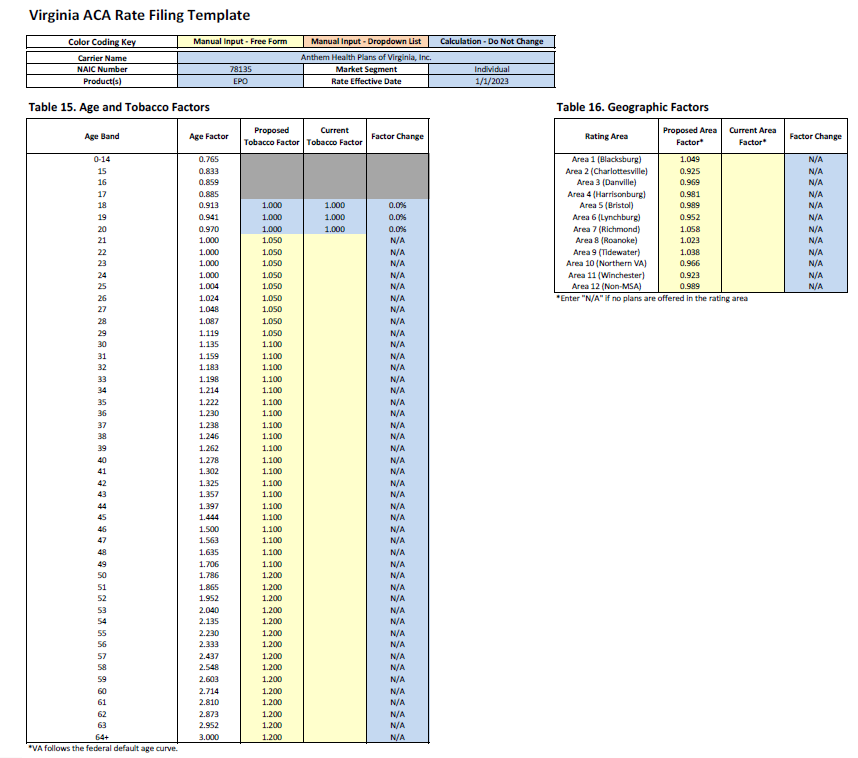 Virginia ACA Rate Filing Template
Color Coding Key Manual Input - Free Form Manual Input - Dropdown List Calculation - Do Not Change
Carrier Name Anthem Health Plans of Virginia, Inc.
NAIC Number 78135 Market Segment Individual
Product(s) EPO Rate Effective Date 1/1/2023
Table 15. Age and Tobacco Factors
Age Band Age Factor Proposed Tobacco Factor Current Tobacco Factor Factor Change
0-14 0.765
15 0.833
16 0.859
17 0.885
18 0.913 1.000 1.000 0.0%
19 0.941 1.000 1.000 0.0%
20 0.970 1.000 1.000 0.0%
21 1.000 1.050 N/A
22 1.000 1.050 N/A
23 1.000 1.050 N/A
24 1.000 1.050 N/A
25 1.004 1.050 N/A
26 1.024 1.050 N/A
27 1.048 1.050 N/A
28 1.087 1.050 N/A
29 1.119 1.050 N/A
30 1.135 1.100 N/A
31 1.159 1.100 N/A
32 1.183 1.100 N/A
33 1.198 1.100 N/A
34 1.214 1.100 N/A
35 1.222 1.100 N/A
36 1.230 1.100 N/A
37 1.238 1.100 N/A
38 1.246 1.100 N/A
39 1.262 1.100 N/A
40 1.278 1.100 N/A
41 1.302 1.100 N/A
42 1.325 1.100 N/A
43 1.357 1.100 N/A
44 1.397 1.100 N/A
45 1.444 1.100 N/A
46 1.500 1.100 N/A
47 1.563 1.100 N/A
48 1.635 1.100 N/A
49 1.706 1.100 N/A
50 1.786 1.200 N/A
51 1.865 1.200 N/A
52 1.952 1.200 N/A
53 2.040 1.200 N/A
54 2.135 1.200 N/A
55 2.230 1.200 N/A
56 2.333 1.200 N/A
57 2.437 1.200 N/A
58 2.548 1.200 N/A
59 2.603 1.200 N/A
60 2.714 1.200 N/A
61 2.810 1.200 N/A
62 2.873 1.200 N/A
63 2.952 1.200 N/A
64+ 3.000 1.200 N/A
*VA follows the federal default age curve.
Table 16. Geographic Factors
Rating Area Proposed Area Factor* Current Area Factor* Factor Change
Area 1 (Blacksburg) 1.049 N/A
Area 2 (Charlottesville) 0.925 N/A
Area 3 (Danville) 0.969 N/A
Area 4 (Harrisonburg) 0.981 N/A
Area 5 (Bristol) 0.989 N/A
Area 6 (Lynchburg) 0.952 N/A
Area 7 (Richmond) 1.058 N/A
Area 8 (Roanoke) 1.023 N/A
Area 9 (Tidewater) 1.038 N/A
Area 10 (Northern VA) 0.966 N/A
Area 11 (Winchester) 0.923 N/A
Area 12 (Non-MSA) 0.989 N/A
*Enter "N/A" if no plans are offered in the rating area